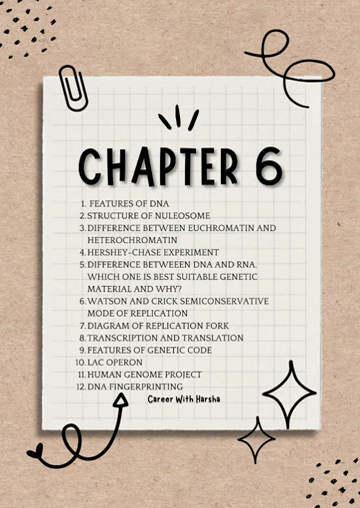 CHAPTER 6
1. FEATURES OF DNA
2. STRUCTURE OF NULEOSOME
3. DIFFERENCE BETWEEN EUCHROMATIN AND
HETEROCHROMATIN
4. HERSHEY-CHASE EXPERIMENT
5. DIFFERENCE BETWEEEN DNA AND RNA.
WHICH ONE IS BEST SUITABLE GENETIC
MATERIAL AND WHY?
6. WATSON AND CRICK SEMICONSERVATIVE
MODE OF REPLICATION
7. DIAGRAM OF REPLICATION FORK
8. TRANSCRIPTION AND TRANSLATION
9. FEATURES OF GENETIC CODE
10. LAC OPERON
11. HUMAN GENOME PROJECT
12. DNA FINGERPRINTING
Career With Harsha